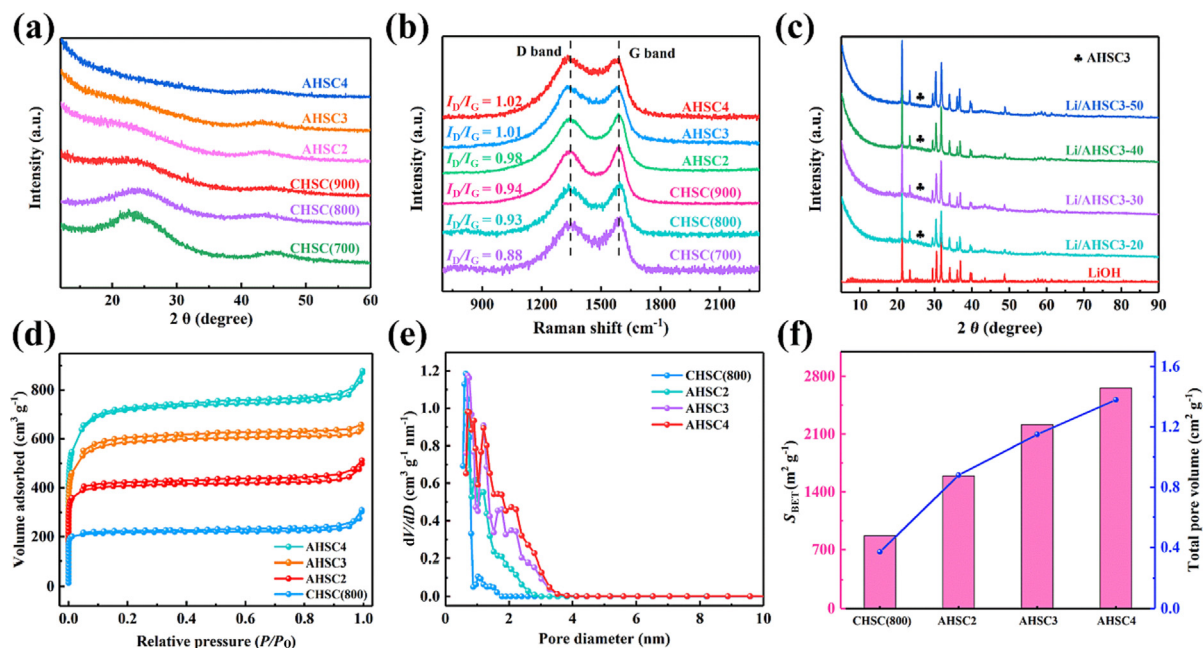 (a)
Intensity (a.u.)
AHSC4
AHSC3
AHSC2
CHSC(900)
CHSC(800)
CHSC(700)
20 30 40 50 60
2 θ (degree)
(b)
Intensity (a.u.)
D band G band
I_D/I_G = 1.02 AHSC4
I_D/I_G = 1.01 AHSC3
I_D/I_G = 0.98 AHSC2
I_D/I_G = 0.94 CHSC(900)
I_D/I_G = 0.93 CHSC(800)
I_D/I_G = 0.88 CHSC(700)
900 1200 1500 1800 2100
Raman shift (cm⁻¹)
(c)
Intensity (a.u.)
♣ AHSC3
♣ Li/AHSC3-50
♣ Li/AHSC3-40
♣ Li/AHSC3-30
♣ Li/AHSC3-20
LiOH
10 20 30 40 50 60 70 80 90
2 θ (degree)
(d)
Volume adsorbed (cm³ g⁻¹)
800
600
400
200
0
AHSC4
AHSC3
AHSC2
CHSC(800)
0.0 0.2 0.4 0.6 0.8 1.0
Relative pressure (P/P₀)
(e)
dV/dD (cm³ g⁻¹ nm⁻¹)
1.2
1.0
0.8
0.6
0.4
0.2
0.0
CHSC(800)
AHSC2
AHSC3
AHSC4
0 2 4 6 8 10
Pore diameter (nm)
(f)
S_BET (m² g⁻¹)
2800
2100
1400
700
0
CHSC(800) AHSC2 AHSC3 AHSC4
1.6
1.2
0.8
0.4
0.0
Total pore volume (cm² g⁻¹)